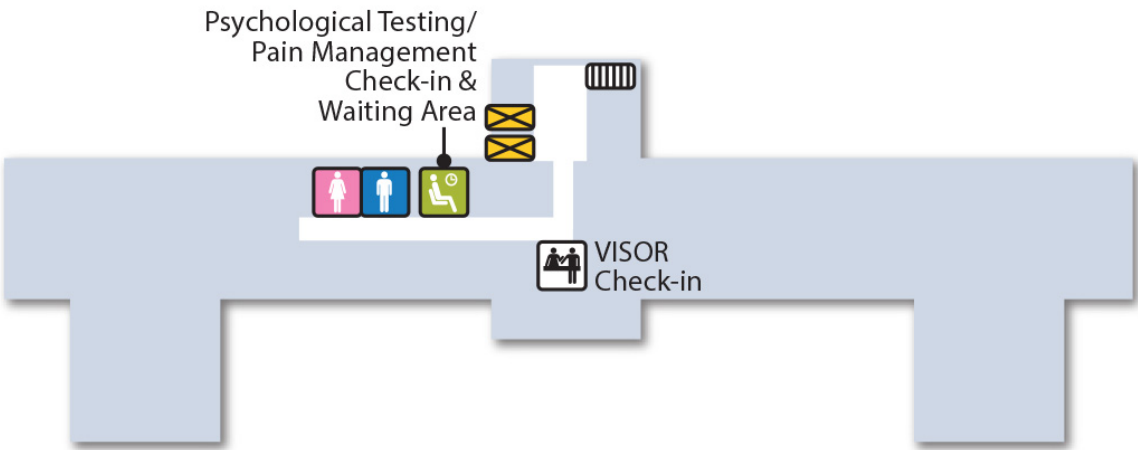 Psychological Testing/
Pain Management
Check-in &
Waiting Area
VISOR
Check-in